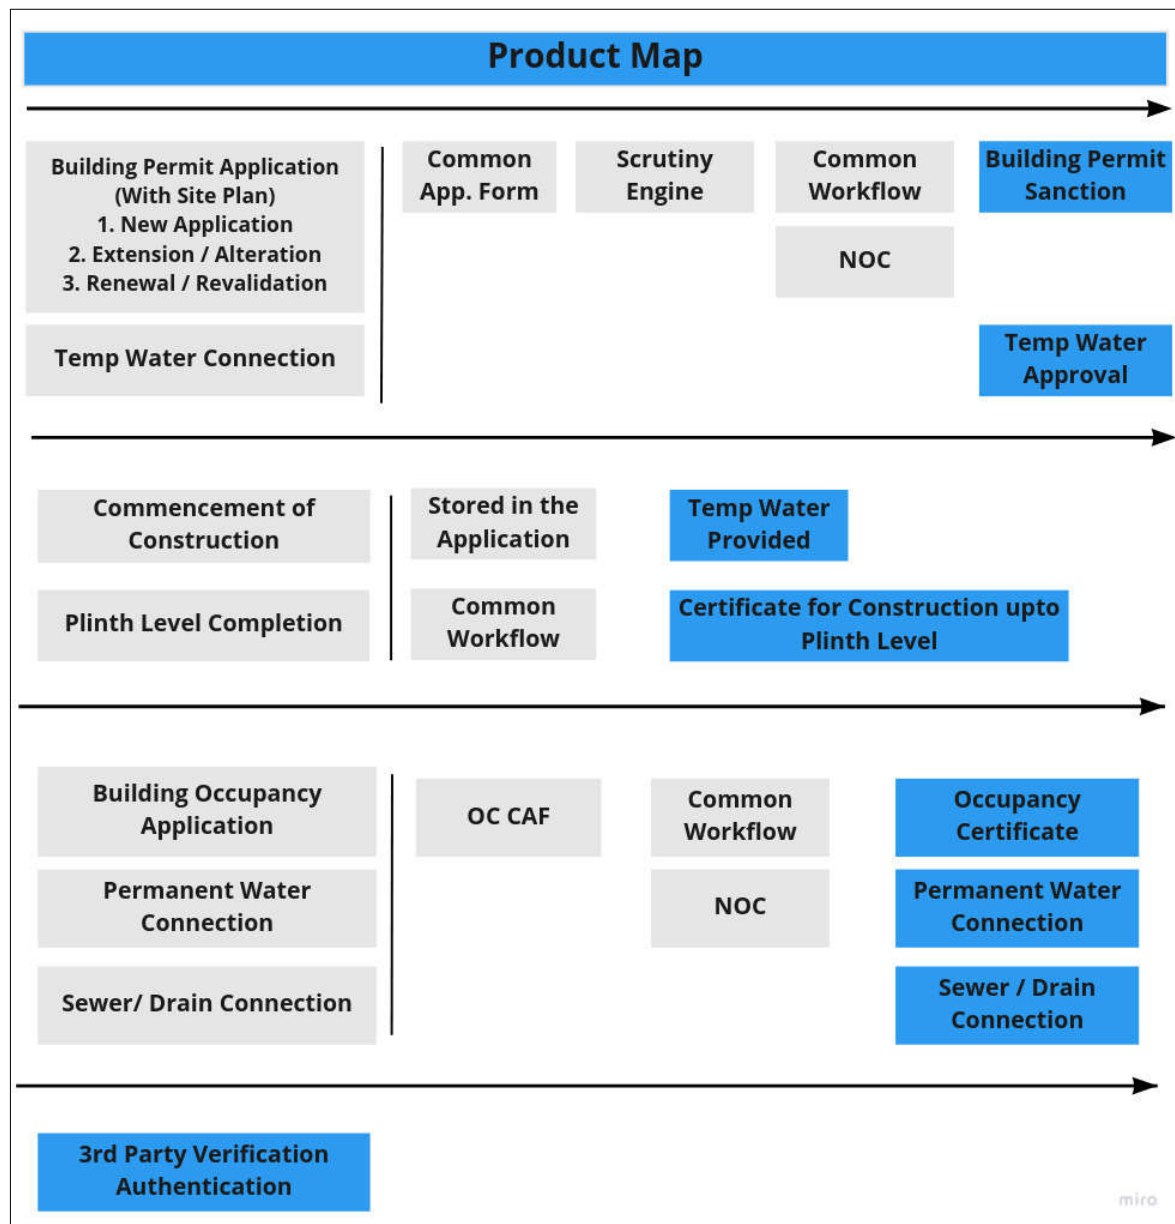 Product Map
Building Permit Application
(With Site Plan)
1. New Application
2. Extension / Alteration
3. Renewal / Revalidation
Common
App. Form
Scrutiny
Engine
Common
Workflow
Building Permit
Sanction
NOC
Temp Water Connection
Temp Water
Approval
Commencement of
Construction
Stored in the
Application
Temp Water
Provided
Plinth Level Completion
Common
Workflow
Certificate for Construction upto
Plinth Level
Building Occupancy
Application
OC CAF
Common
Workflow
Occupancy
Certificate
Permanent Water
Connection
NOC
Permanent Water
Connection
Sewer/ Drain Connection
Sewer / Drain
Connection
3rd Party Verification
Authentication
miro